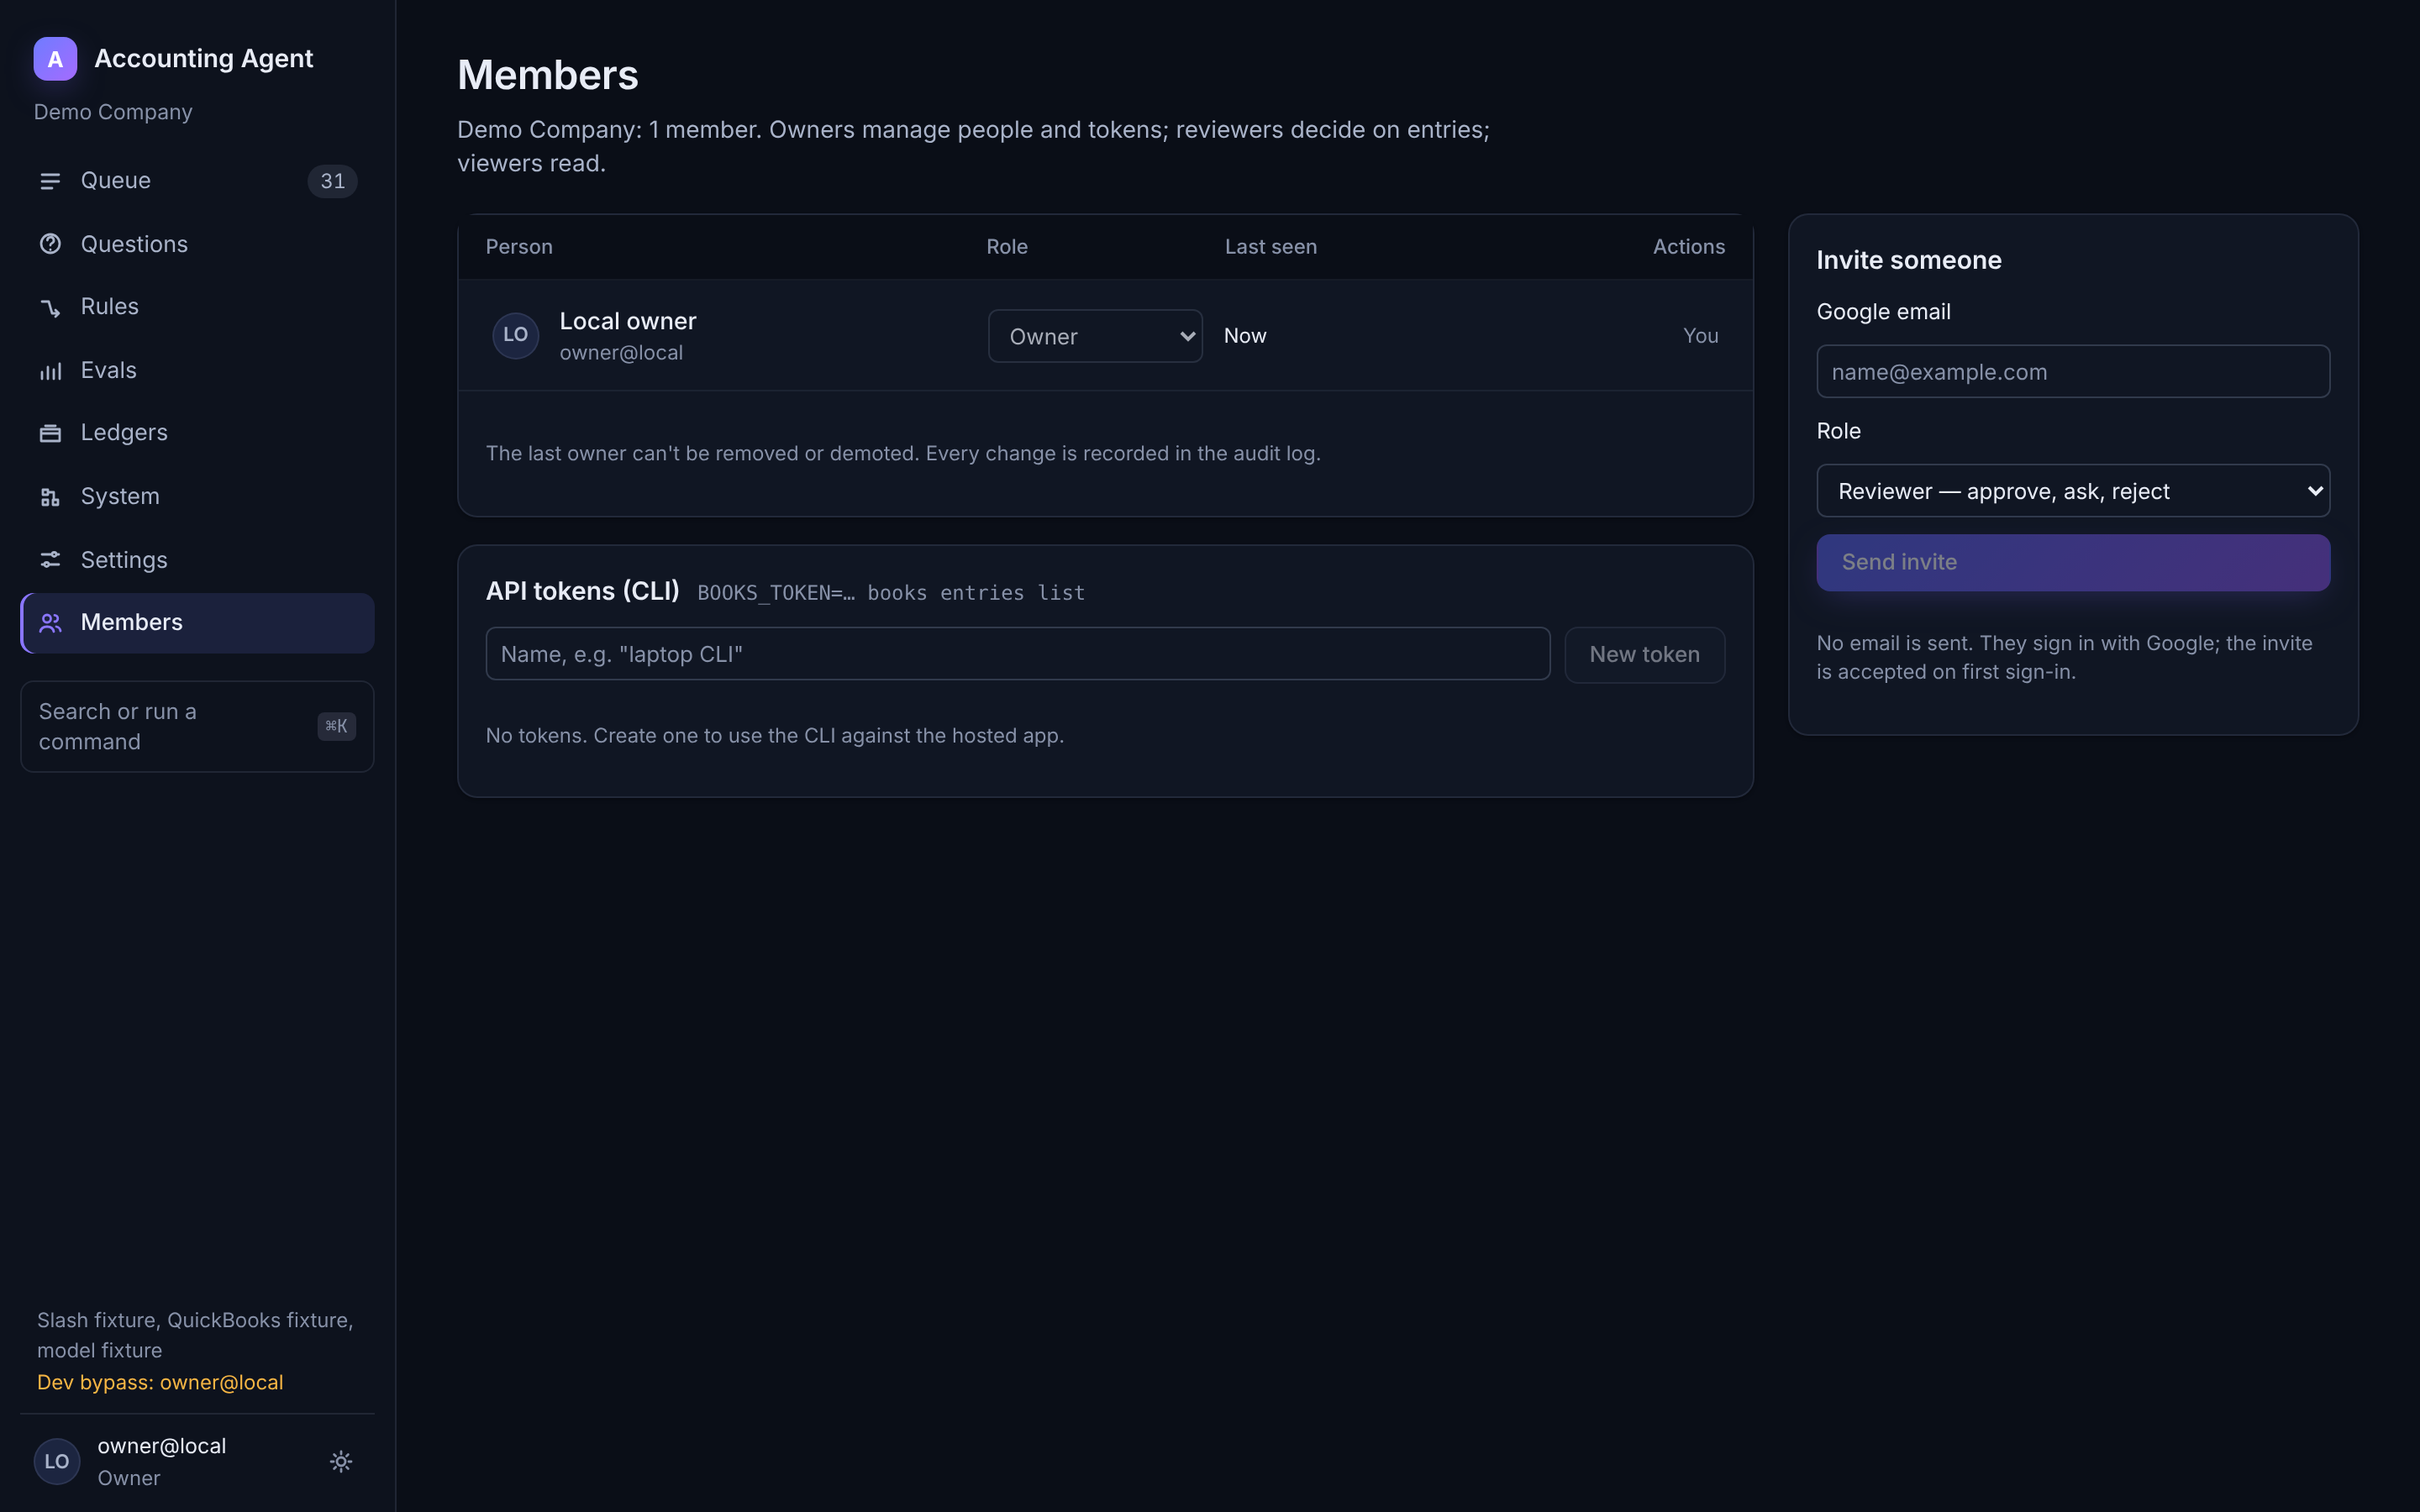 A
Accounting Agent
Demo Company
Queue 31
Questions
Rules
Evals
Ledgers
System
Settings
Members
Search or run a
command
⌘K
Slash fixture, QuickBooks fixture,
model fixture
Dev bypass: owner@local
LO
owner@local
Owner
Members
Demo Company: 1 member. Owners manage people and tokens; reviewers decide on entries;
viewers read.
Person Role Last seen Actions
LO
Local owner
owner@local
Owner
Now
You
The last owner can't be removed or demoted. Every change is recorded in the audit log.
API tokens (CLI) BOOKS_TOKEN=… books entries list
Name, e.g. "laptop CLI"
New token
No tokens. Create one to use the CLI against the hosted app.
Invite someone
Google email
name@example.com
Role
Reviewer — approve, ask, reject
Send invite
No email is sent. They sign in with Google; the invite
is accepted on first sign-in.